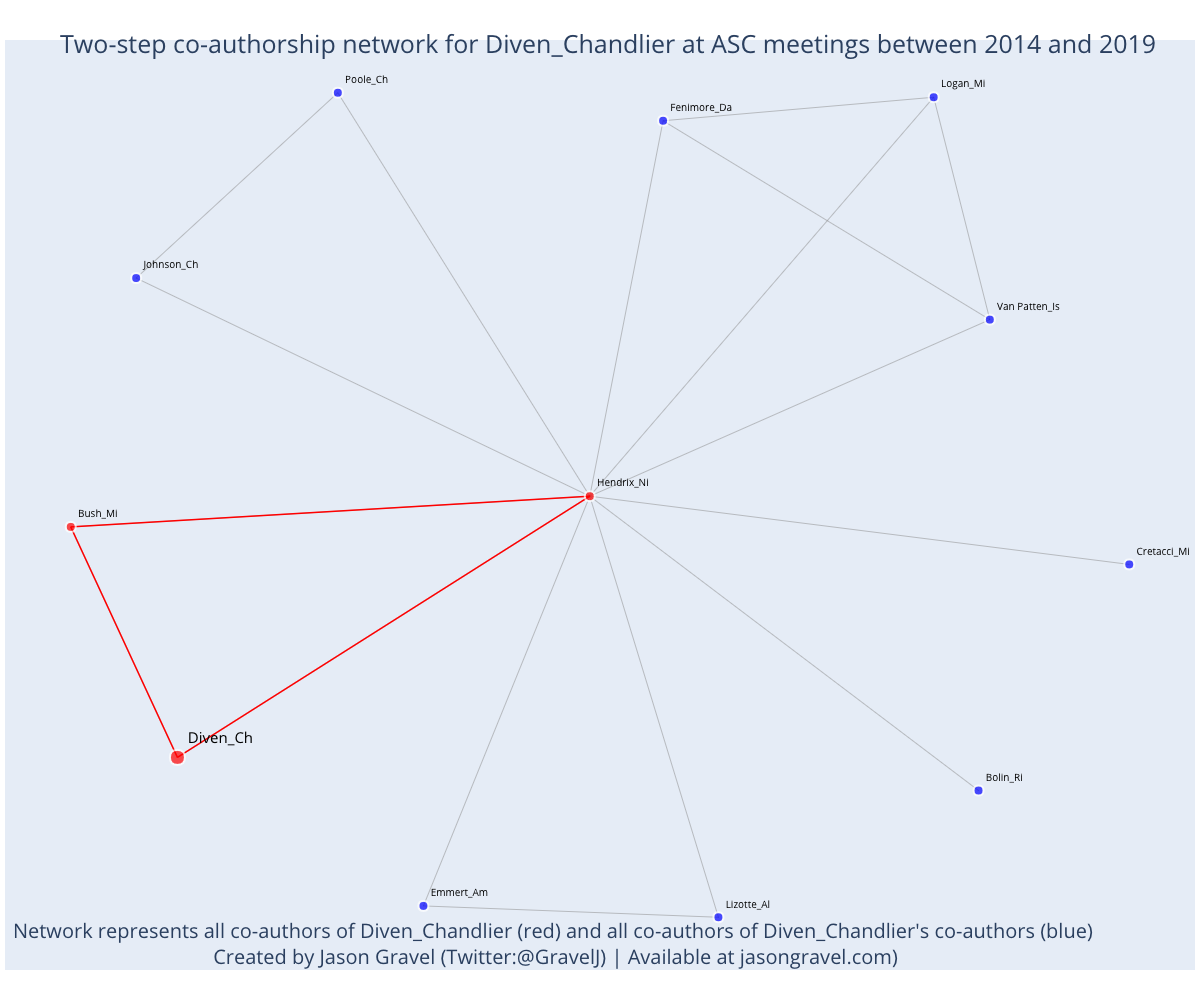 Two-step co-authorship network for Diven_Chandlier at ASC meetings between 2014 and 2019
Poole_Ch
Logan_Mi
Fenimore_Da
Johnson_Ch
Van Patten_Is
Hendrix_Ni
Bush_Mi
Cretacci_Mi
Diven_Ch
Bolin_Ri
Emmert_Am
Lizotte_Al
Network represents all co-authors of Diven_Chandlier (red) and all co-authors of Diven_Chandlier's co-authors (blue)
Created by Jason Gravel (Twitter:@GravelJ) | Available at jasongravel.com)